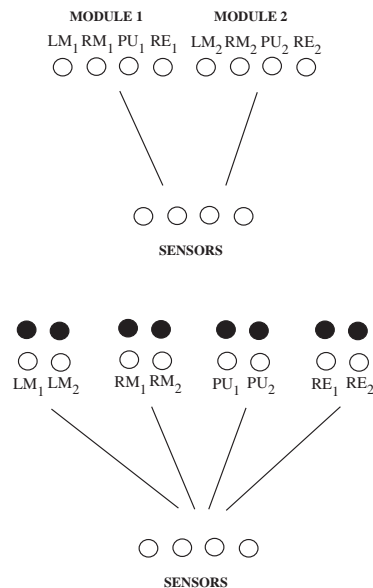 MODULE 1 MODULE 2
LM1 RM1 PU1 RE1 LM2 RM2 PU2 RE2
SENSORS
LM1 LM2 RM1 RM2 PU1 PU2 RE1 RE2
SENSORS